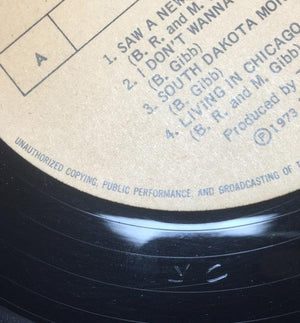 A
1. SAW A NEW
(B. R. and M.
2. I DON'T WANNA
(B. Gibb)
3. SOUTH DAKOTA MOR
(B. Gibb)
4. LIVING IN CHICAGO
(B. R. and M. Gibb
Produced by
Ⓟ 1973
UNAUTHORIZED COPYING, PUBLIC PERFORMANCE, AND BROADCASTING OF